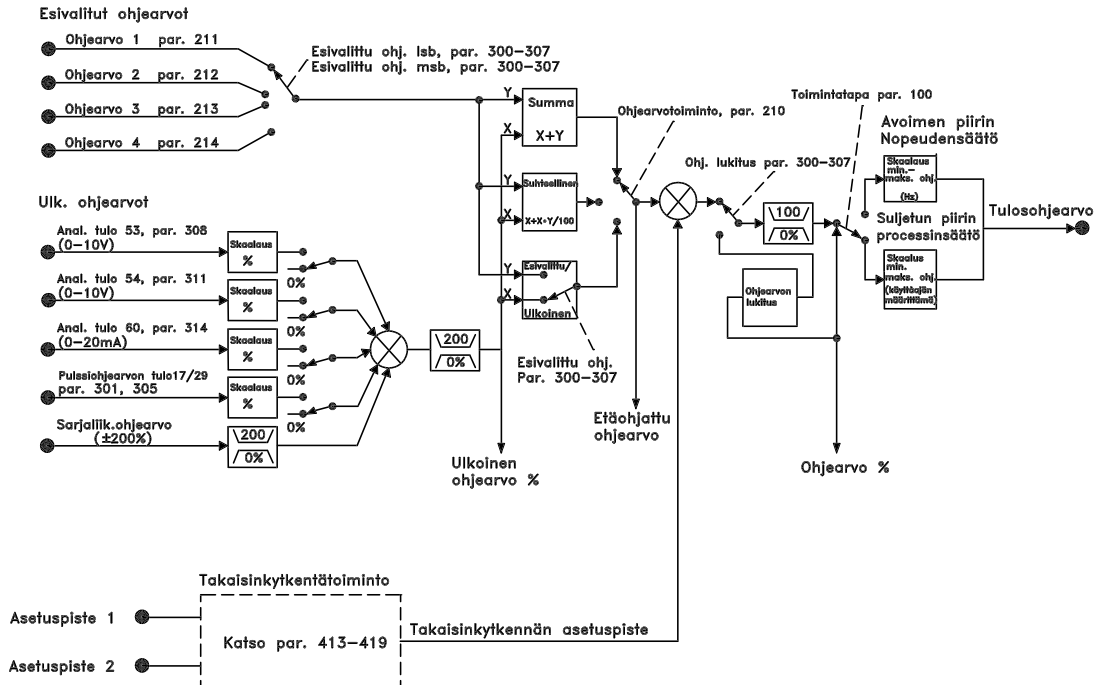 Esivalitut ohjearvot
Ohjearvo 1 par. 211
Ohjearvo 2 par. 212
Ohjearvo 3 par. 213
Ohjearvo 4 par. 214
Esivalittu ohj. lsb, par. 300-307
Esivalittu ohj. msb, par. 300-307
Y
Summa
X
X+Y
Y
Suhteellinen
X
X+X*Y/100
Y
Esivalittu/
X
Ulkoinen
Esivalittu ohj.
Par. 300-307
Ohjearvotoiminto, par. 210
Toimintatapa par. 100
Ohj. lukitus par. 300-307
100
0%
Ohjearvon
lukitus
Avoimen piirin
Nopeudensäätö
Skaalaus
min.-
maks. ohj.
(Hz)
Suljetun piirin
processinsäätö
Skaalus
min.
maks. ohj.
(käyttäajän
määrittämä)
Tulosohjearvo
Ulk. ohjearvot
Anal. tulo 53, par. 308
(0-10V)
Skaalaus
%
0%
Anal. tulo 54, par. 311
(0-10V)
Skaalaus
%
0%
Anal. tulo 60, par. 314
(0-20mA)
Skaalaus
%
0%
Pulssiohjearvon tulo17/29
par. 301, 305
Skaalaus
%
0%
Sarjaliik.ohjearvo
(±200%)
200
0%
200
0%
Etäohjattu
ohjearvo
Ulkoinen
ohjearvo %
Ohjearvo %
Takaisinkytkentätoiminto
Asetuspiste 1
Katso par. 413-419
Takaisinkytkennän asetuspiste
Asetuspiste 2